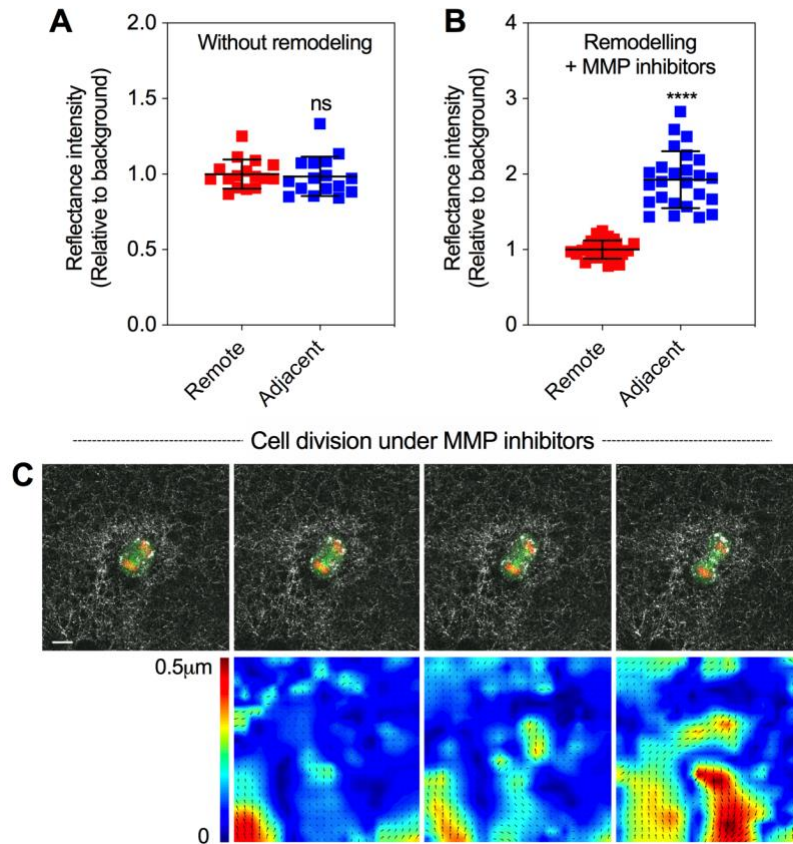 A
Without remodeling
ns
Reflectance intensity
(Relative to background)
2.0
1.5
1.0
0.5
0.0
Remote
Adjacent
B
Remodelling
+ MMP inhibitors
****
Reflectance intensity
(Relative to background)
4
3
2
1
0
Remote
Adjacent
Cell division under MMP inhibitors
C
0.5μm
0